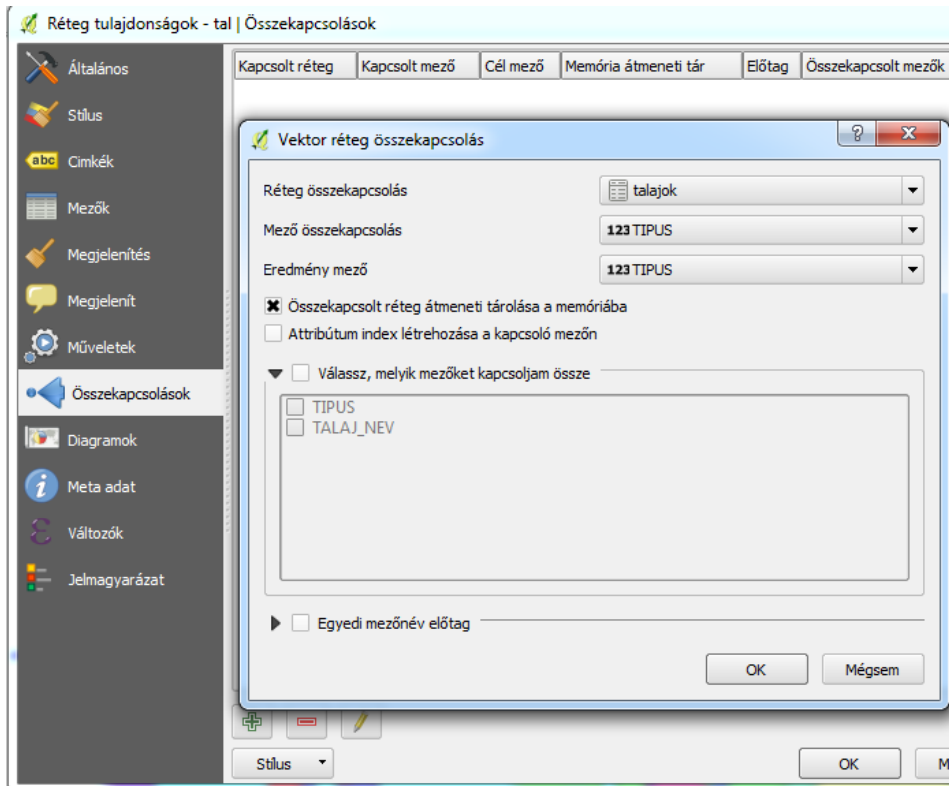 Réteg tulajdonságok - tal | Összekapcsolások
Általános
Stílus
abc Cimkék
Mezők
Megjelenítés
Megjelenít
Műveletek
Összekapcsolások
Diagramok
Meta adat
Változók
Jelmagyarázat
Kapcsolt réteg Kapcsolt mező Cél mező Memória átmeneti tár Előtag Összekapcsolt mezők
Vektor réteg összekapcsolás
Réteg összekapcsolás talajok
Mező összekapcsolás 123 TIPUS
Eredmény mező 123 TIPUS
Összekapcsolt réteg átmeneti tárolása a memóriába
Attribútum index létrehozása a kapcsoló mezőn
Válassz, melyik mezőket kapcsoljam össze
TIPUS
TALAJ_NEV
Egyedi mezőnév előtag
OK Mégsem
Stílus OK M